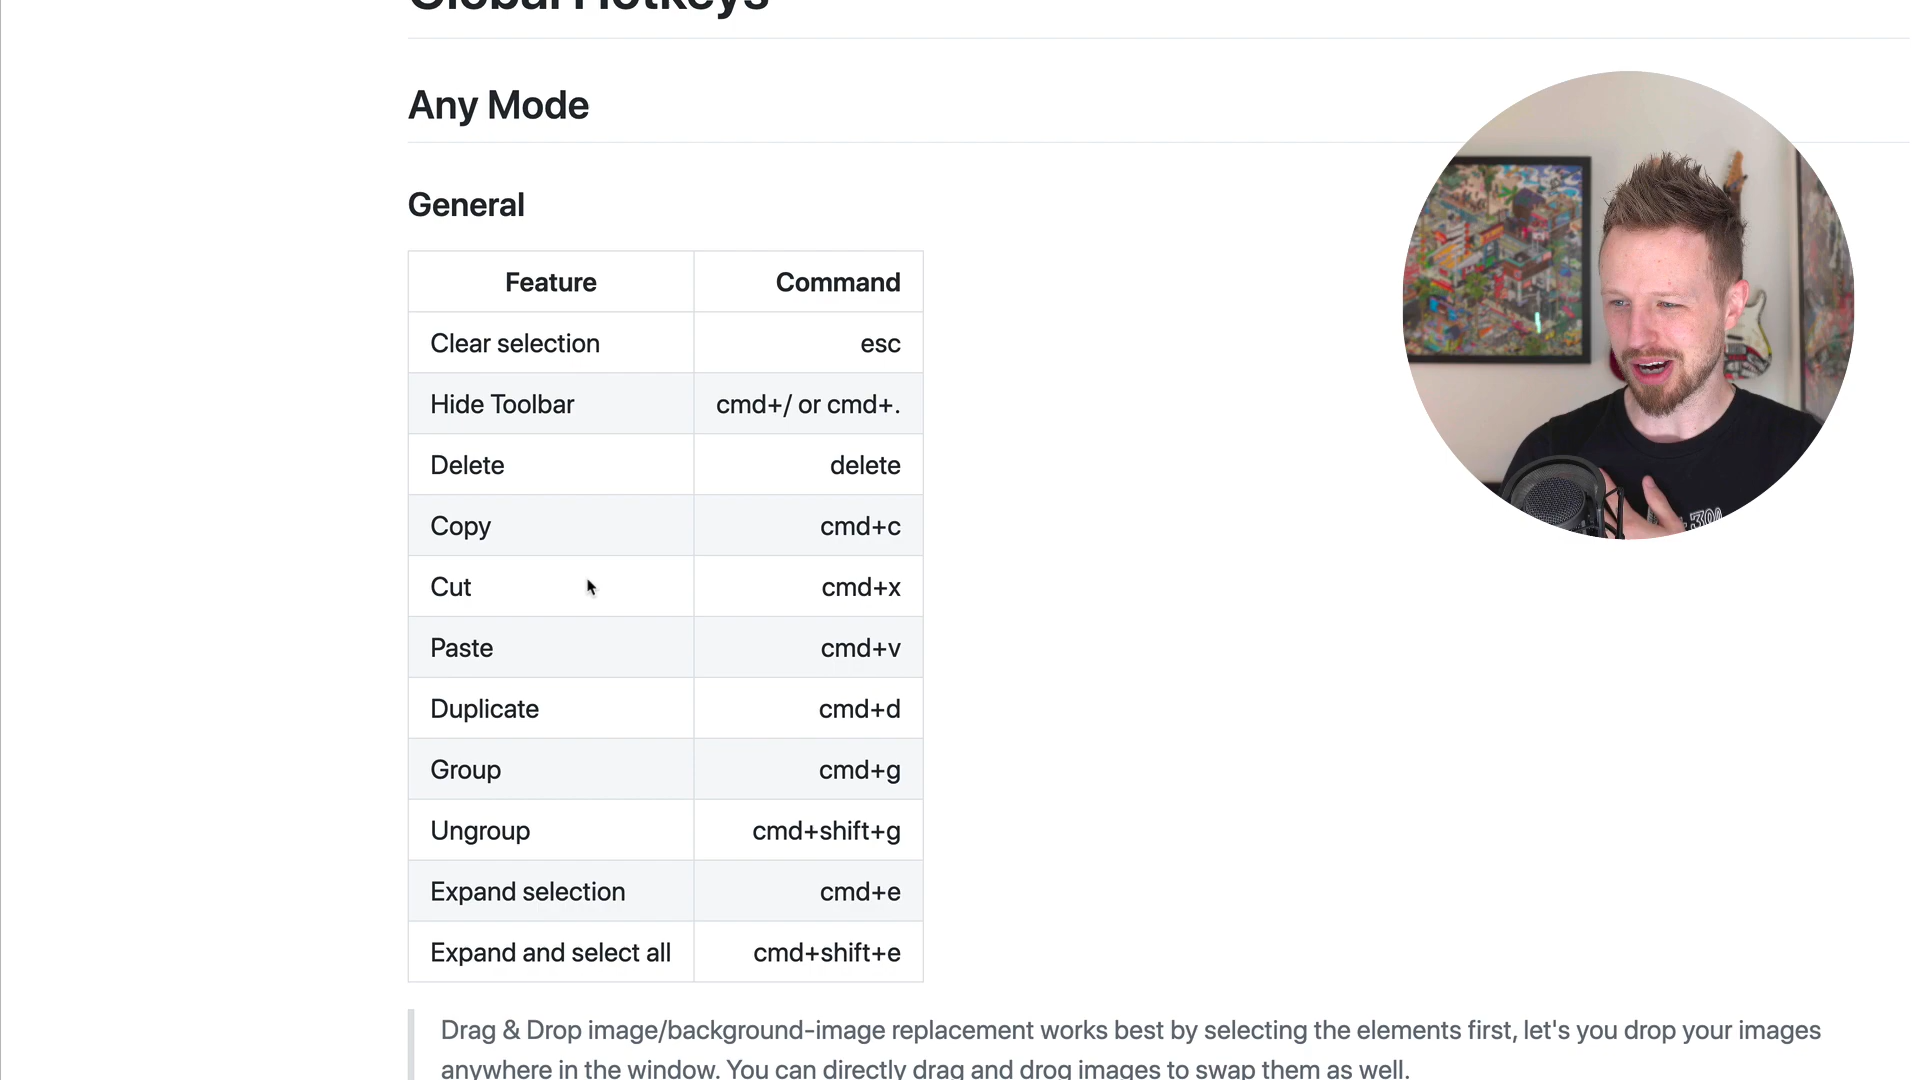 Global Hotkeys
Any Mode
General
Feature Command
Clear selection esc
Hide Toolbar cmd+/ or cmd+.
Delete delete
Copy cmd+c
Cut cmd+x
Paste cmd+v
Duplicate cmd+d
Group cmd+g
Ungroup cmd+shift+g
Expand selection cmd+e
Expand and select all cmd+shift+e
Drag & Drop image/background-image replacement works best by selecting the elements first, let's you drop your images
anywhere in the window. You can directly drag and drog images to swap them as well.